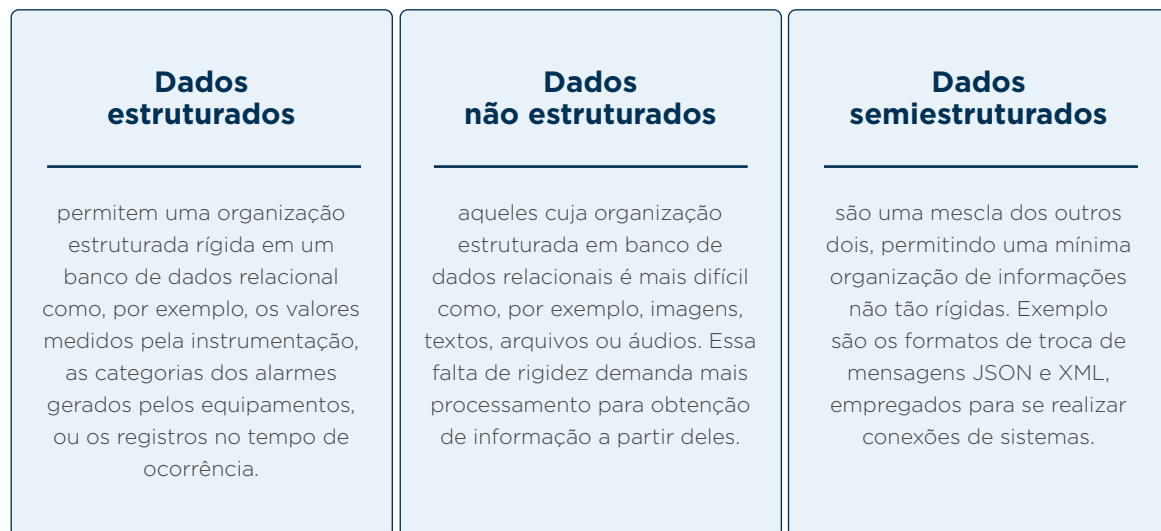 Dados
estruturados
permitem uma organização
estruturada rígida em um
banco de dados relacional
como, por exemplo, os valores
medidos pela instrumentação,
as categorias dos alarmes
gerados pelos equipamentos,
ou os registros no tempo de
ocorrência.
Dados
não estruturados
aqueles cuja organização
estruturada em banco de
dados relacionais é mais difícil
como, por exemplo, imagens,
textos, arquivos ou áudios. Essa
falta de rigidez demanda mais
processamento para obtenção
de informação a partir deles.
Dados
semiestruturados
são uma mescla dos outros
dois, permitindo uma mínima
organização de informações
não tão rígidas. Exemplo
são os formatos de troca de
mensagens JSON e XML,
empregados para se realizar
conexões de sistemas.